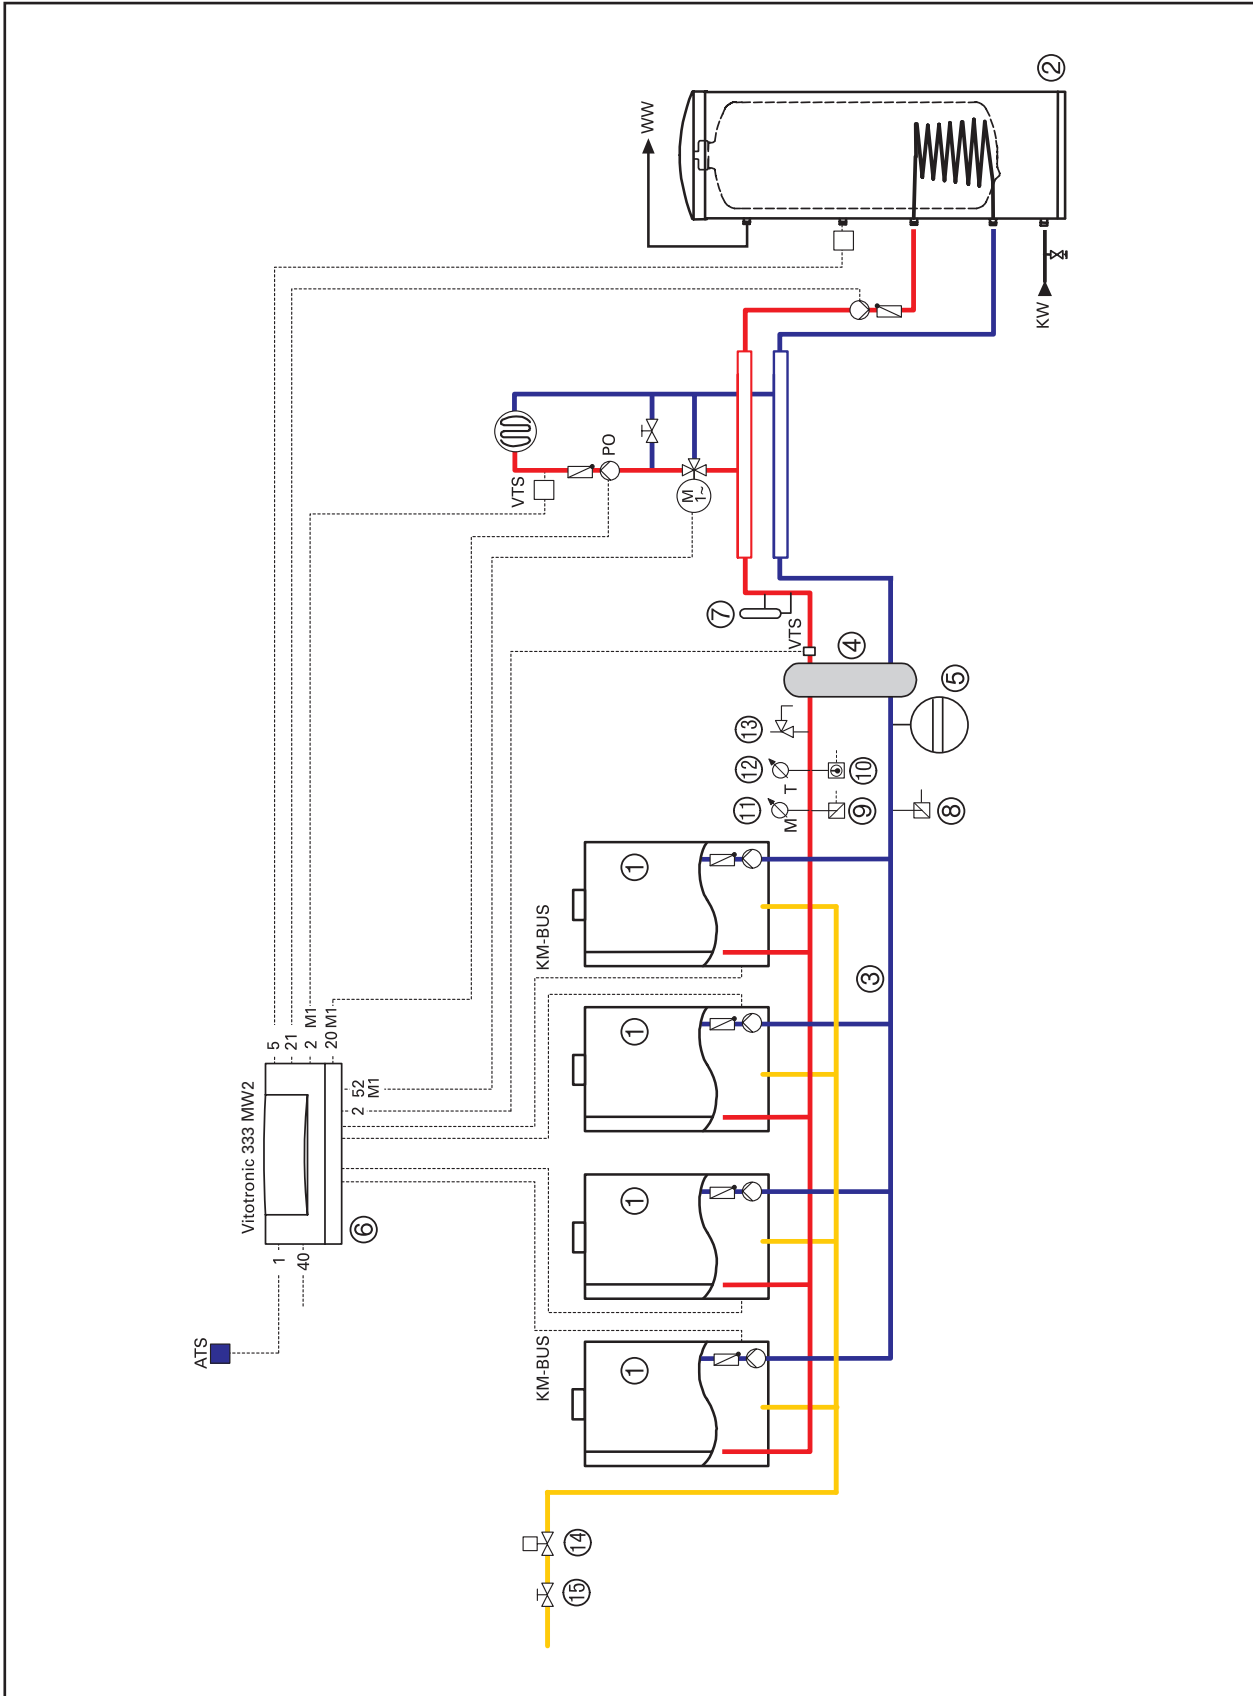 ②
WW
KW
PO
VTS
M
1~
⑦
VTS
④
⑤
⑬
⑫
T
⑩
⑪
M
⑨
⑧
①
KM-BUS
③
①
①
①
KM-BUS
5
21
2 M1
20 M1
52
M1
2
Vitotronic 333 MW2
⑥
1
40
ATS
⑭
⑮